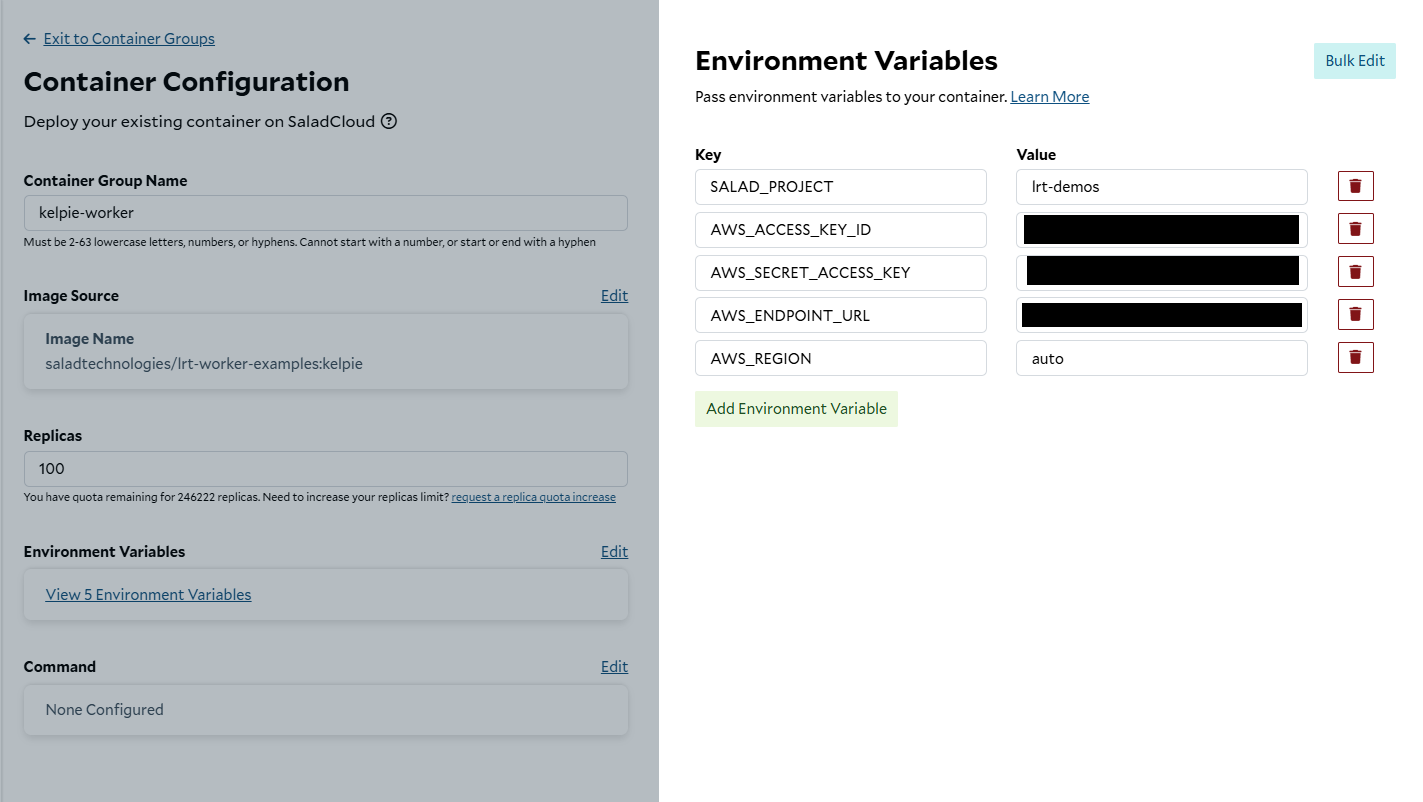 Exit to Container Groups
Container Configuration
Deploy your existing container on SaladCloud
Container Group Name
kelpie-worker
Must be 2-63 lowercase letters, numbers, or hyphens. Cannot start with a number, or start or end with a hyphen
Image Source Edit
Image Name
saladtechnologies/lrt-worker-examples:kelpie
Replicas
100
You have quota remaining for 246222 replicas. Need to increase your replicas limit? request a replica quota increase
Environment Variables Edit
View 5 Environment Variables
Command Edit
None Configured
Environment Variables
Bulk Edit
Pass environment variables to your container. Learn More
Key Value
SALAD_PROJECT lrt-demos
AWS_ACCESS_KEY_ID
AWS_SECRET_ACCESS_KEY
AWS_ENDPOINT_URL
AWS_REGION auto
Add Environment Variable